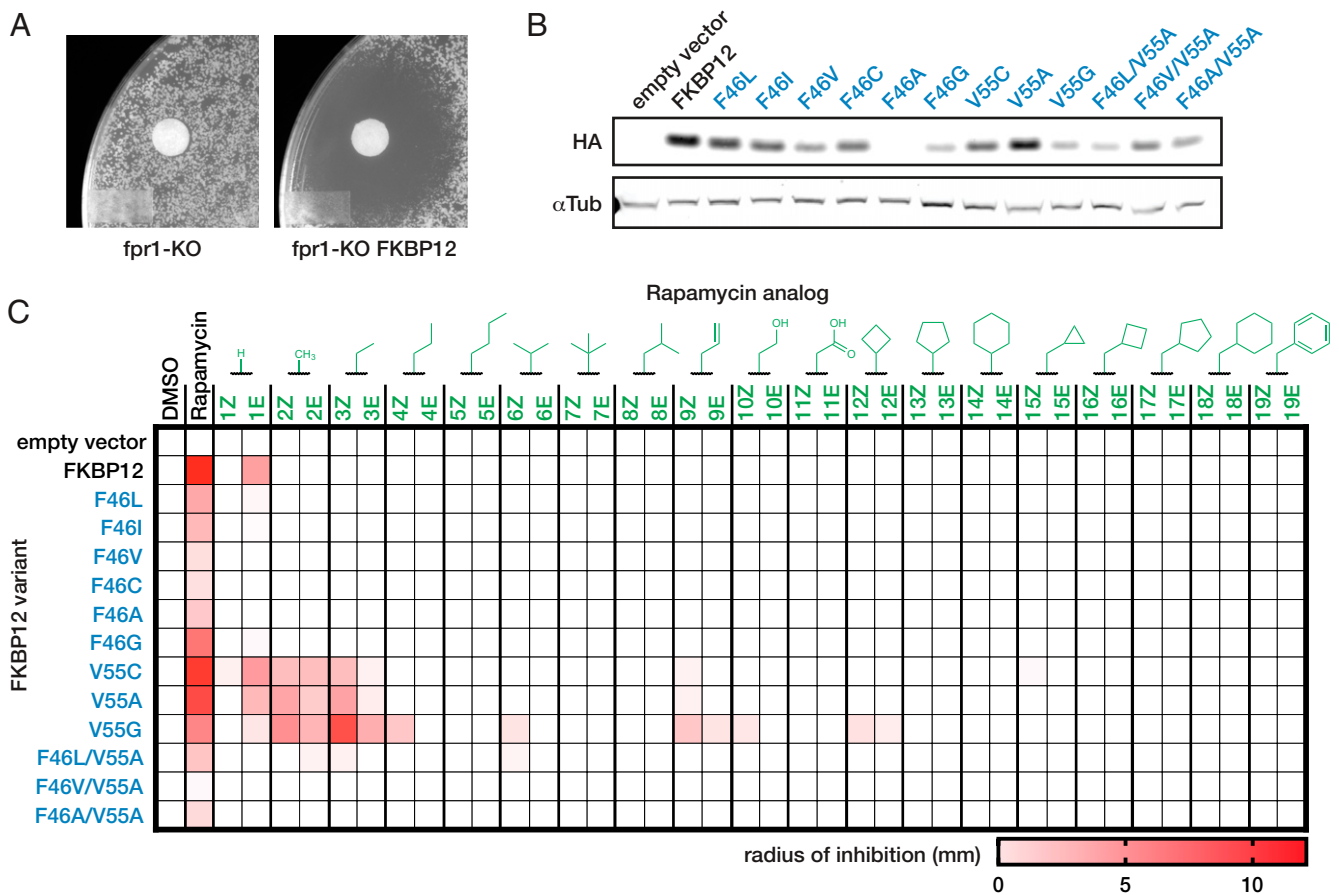 A
fpr1-KO
fpr1-KO FKBP12
B
empty vector
FKBP12
F46L
F46I
F46V
F46C
F46A
F46G
V55C
V55A
V55G
F46L/V55A
F46V/V55A
F46A/V55A
HA
αTub
C
Rapamycin analog
H
CH3
OH
OH
O
DMSO
Rapamycin
1Z
1E
2Z
2E
3Z
3E
4Z
4E
5Z
5E
6Z
6E
7Z
7E
8Z
8E
9Z
9E
10Z
10E
11Z
11E
12Z
12E
13Z
13E
14Z
14E
15Z
15E
16Z
16E
17Z
17E
18Z
18E
19Z
19E
FKBP12 variant
empty vector
FKBP12
F46L
F46I
F46V
F46C
F46A
F46G
V55C
V55A
V55G
F46L/V55A
F46V/V55A
F46A/V55A
radius of inhibition (mm)
0 5 10